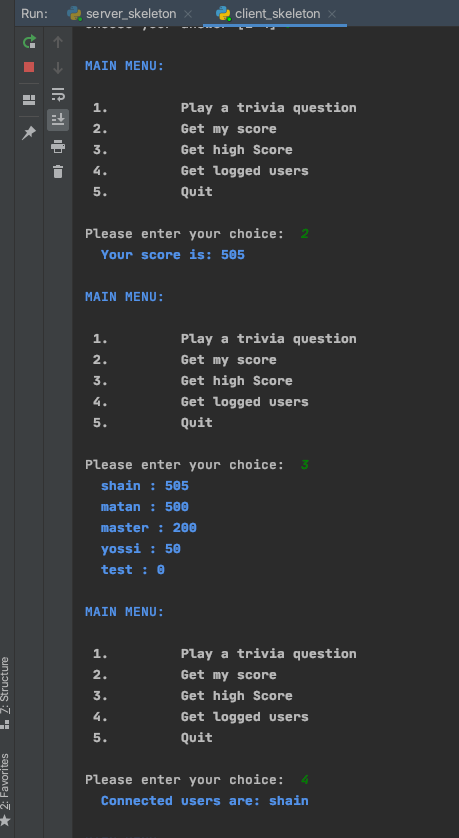 Run: server_skeleton client_skeleton
MAIN MENU:
1. Play a trivia question
2. Get my score
3. Get high Score
4. Get logged users
5. Quit
Please enter your choice: 2
Your score is: 505
MAIN MENU:
1. Play a trivia question
2. Get my score
3. Get high Score
4. Get logged users
5. Quit
Please enter your choice: 3
shain : 505
matan : 500
master : 200
yossi : 50
test : 0
MAIN MENU:
1. Play a trivia question
2. Get my score
3. Get high Score
4. Get logged users
5. Quit
Please enter your choice: 4
Connected users are: shain
7: Structure
2: Favorites